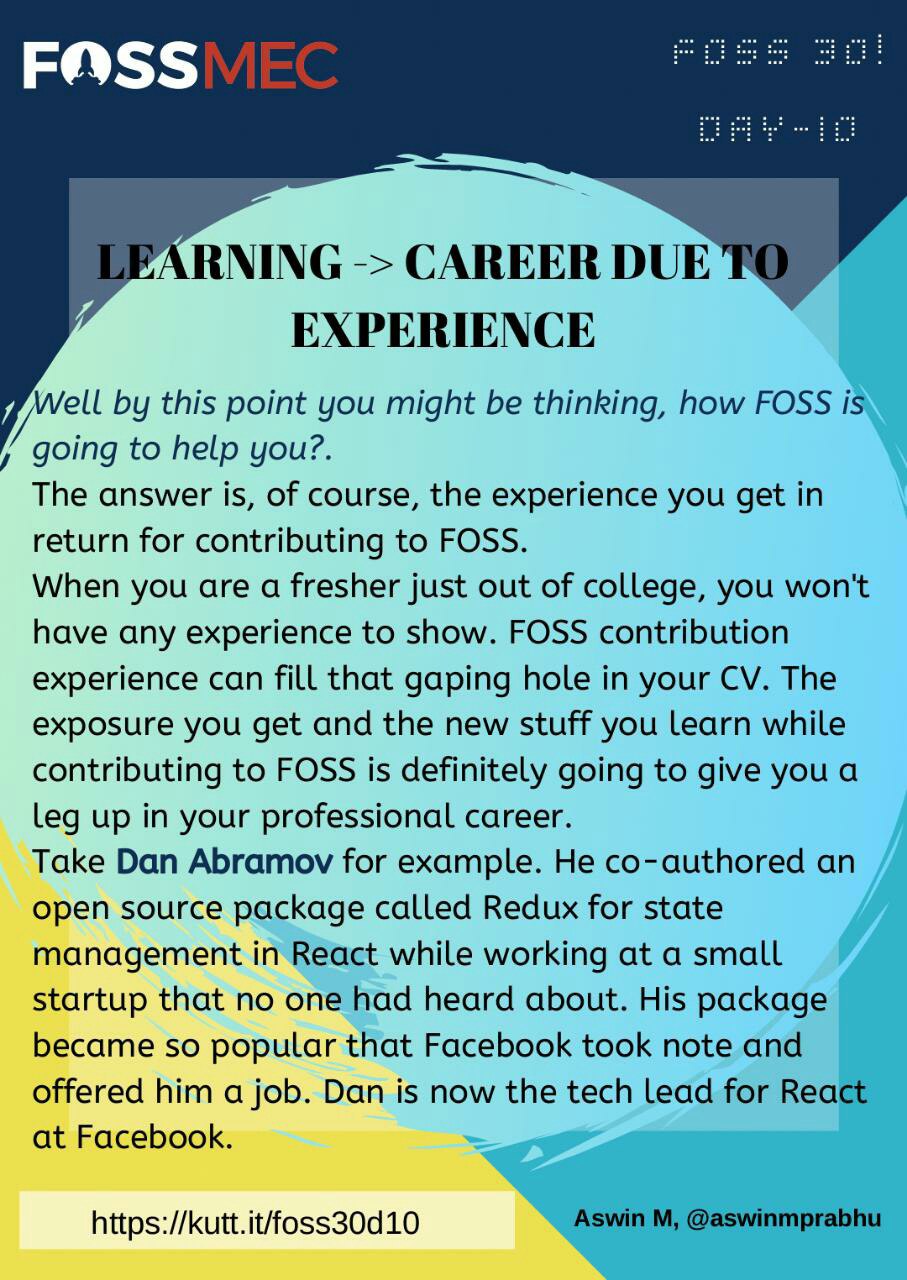 FOSSMEC
FOSS 30!
DAY-10
LEARNING -> CAREER DUE TO
EXPERIENCE
Well by this point you might be thinking, how FOSS is
going to help you?.
The answer is, of course, the experience you get in
return for contributing to FOSS.
When you are a fresher just out of college, you won't
have any experience to show. FOSS contribution
experience can fill that gaping hole in your CV. The
exposure you get and the new stuff you learn while
contributing to FOSS is definitely going to give you a
leg up in your professional career.
Take Dan Abramov for example. He co-authored an
open source package called Redux for state
management in React while working at a small
startup that no one had heard about. His package
became so popular that Facebook took note and
offered him a job. Dan is now the tech lead for React
at Facebook.
https://kutt.it/foss30d10
Aswin M, @aswinmprabhu